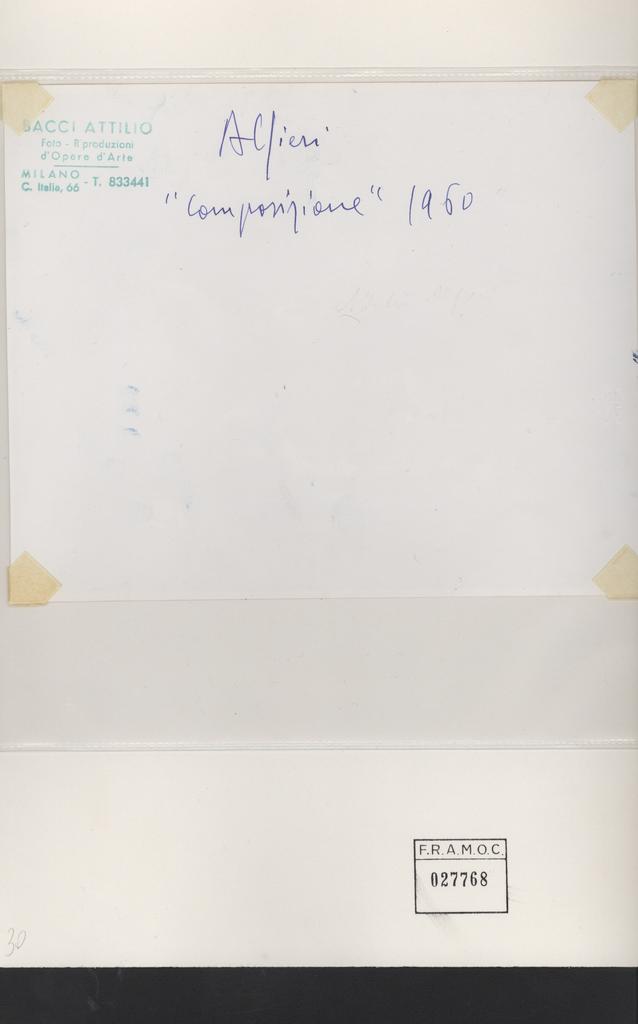 BACCI ATTILIO
Foto - Riproduzioni
d'Opere d'Arte
MILANO
C. Italia, 66 - T. 833441
Alfieri
"Composizione" 1960
F.R.A.M.O.C.
027768
30